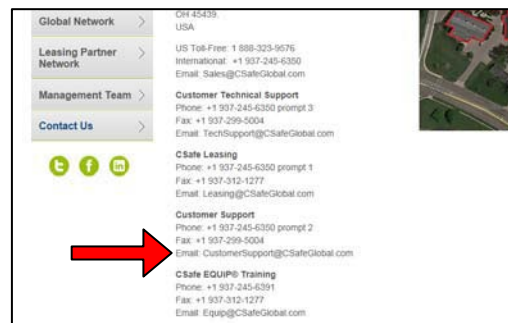 Global Network
Leasing Partner
Network
Management Team
Contact Us
OH 45439.
USA
US Toll-Free: 1 888-323-9576
International: +1 937-245-6350
Email: Sales@CSafeGlobal.com
Customer Technical Support
Phone: +1 937-245-6350 prompt 3
Fax: +1 937-299-5004
Email: TechSupport@CSafeGlobal.com
CSafe Leasing
Phone: +1 937-245-6350 prompt 1
Fax: +1 937-312-1277
Email: Leasing@CSafeGlobal.com
Customer Support
Phone: +1 937-245-6350 prompt 2
Fax: +1 937-299-5004
Email: CustomerSupport@CSafeGlobal.com
CSafe EQUIP® Training
Phone: +1 937-245-6391
Fax: +1 937-312-1277
Email: Equip@CSafeGlobal.com